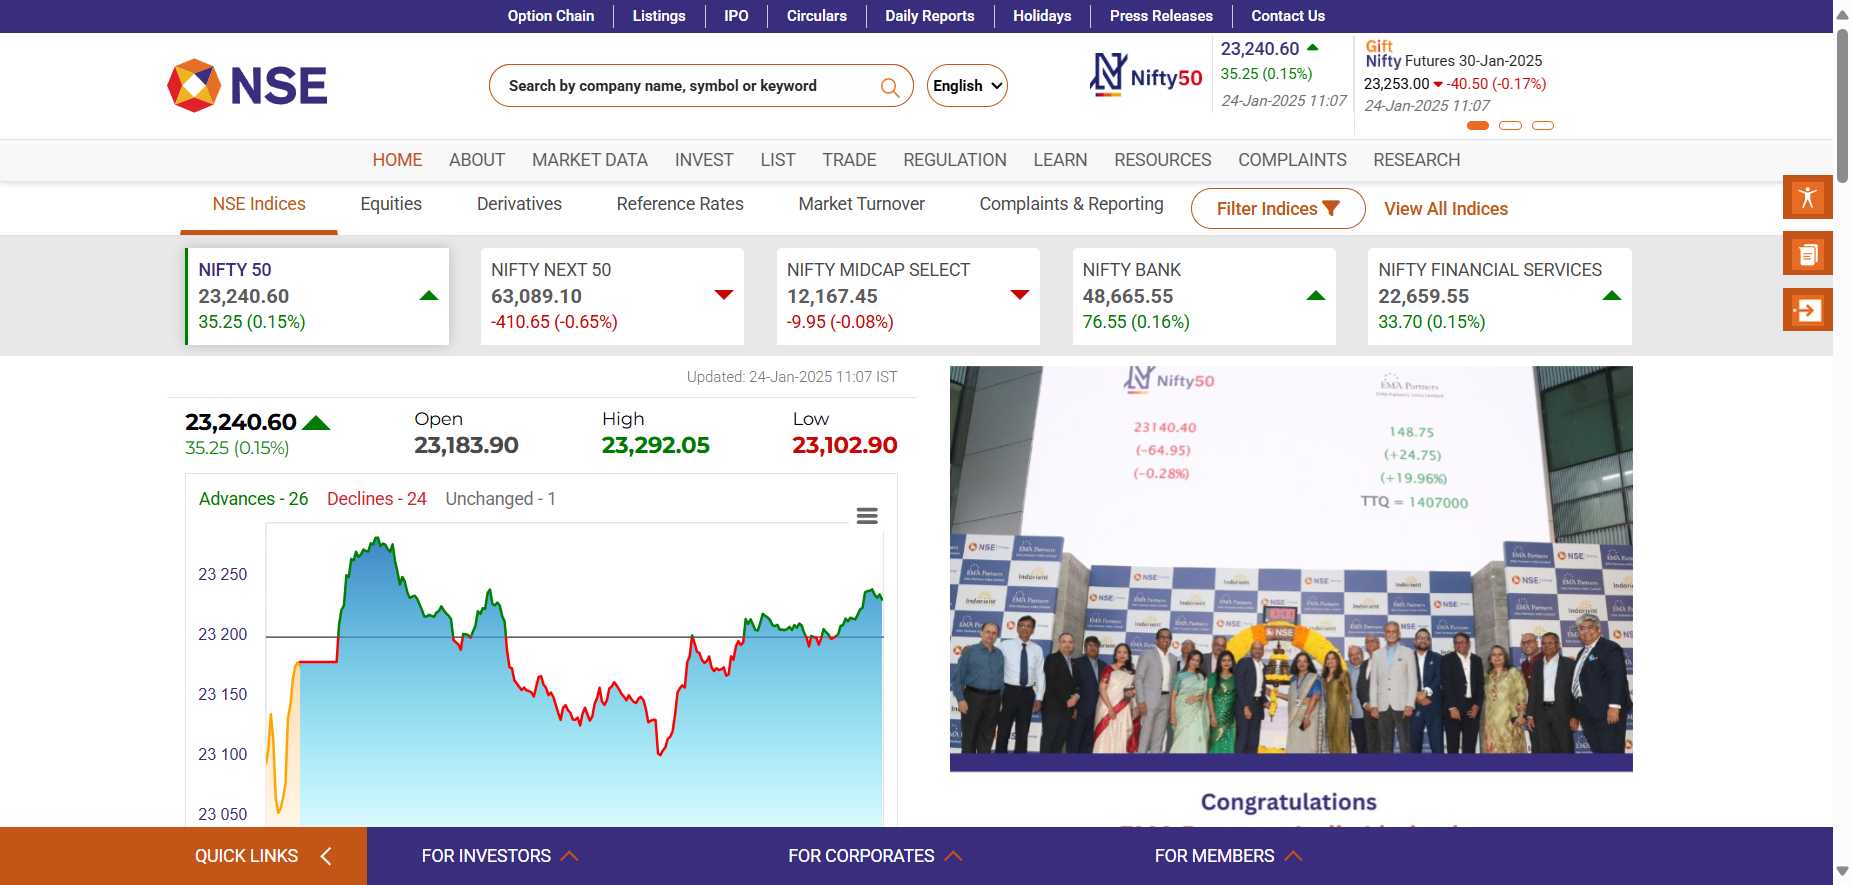 Option Chain
Listings
IPO
Circulars
Daily Reports
Holidays
Press Releases
Contact Us
NSE
Search by company name, symbol or keyword
English
Nifty50
23,240.60
35.25 (0.15%)
24-Jan-2025 11:07
Gift
Nifty Futures 30-Jan-2025
23,253.00 -40.50 (-0.17%)
24-Jan-2025 11:07
HOME
ABOUT
MARKET DATA
INVEST
LIST
TRADE
REGULATION
LEARN
RESOURCES
COMPLAINTS
RESEARCH
NSE Indices
Equities
Derivatives
Reference Rates
Market Turnover
Complaints & Reporting
Filter Indices
View All Indices
NIFTY 50
23,240.60
35.25 (0.15%)
NIFTY NEXT 50
63,089.10
-410.65 (-0.65%)
NIFTY MIDCAP SELECT
12,167.45
-9.95 (-0.08%)
NIFTY BANK
48,665.55
76.55 (0.16%)
NIFTY FINANCIAL SERVICES
22,659.55
33.70 (0.15%)
Updated: 24-Jan-2025 11:07 IST
23,240.60
35.25 (0.15%)
Open
23,183.90
High
23,292.05
Low
23,102.90
Advances - 26
Declines - 24
Unchanged - 1
23 250
23 200
23 150
23 100
23 050
Nifty50
23140.40
(-64.95)
(-0.28%)
EMA Partners
148.75
(+24.75)
(+19.96%)
TTQ = 1407000
NSE
EMA Partners
Indorient
NSE
Congratulations
QUICK LINKS
FOR INVESTORS
FOR CORPORATES
FOR MEMBERS